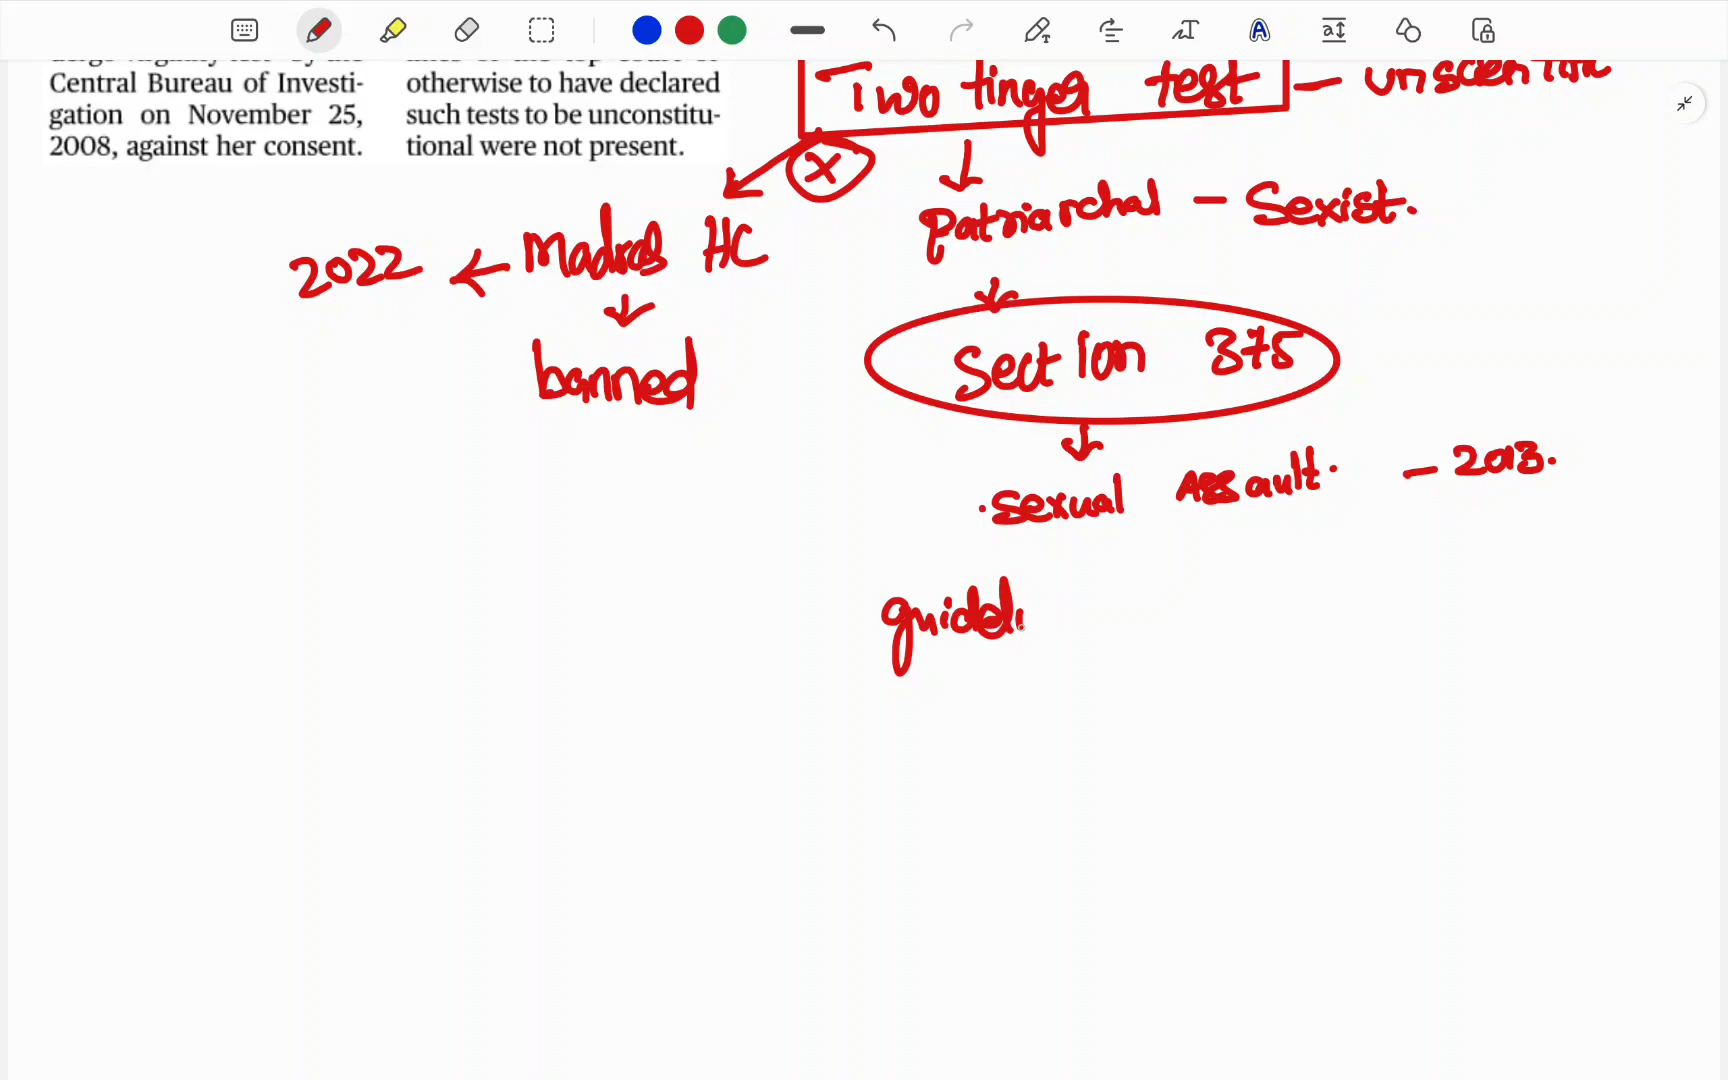 Central Bureau of Investi-
gation on November 25,
2008, against her consent.
otherwise to have declared
such tests to be unconstitu-
tional were not present.
Two finger test –
X
Patriarchal – Sexist.
2022 ← Madras HC
banned
Section 375
.sexual Assault. – 2013.
guideli